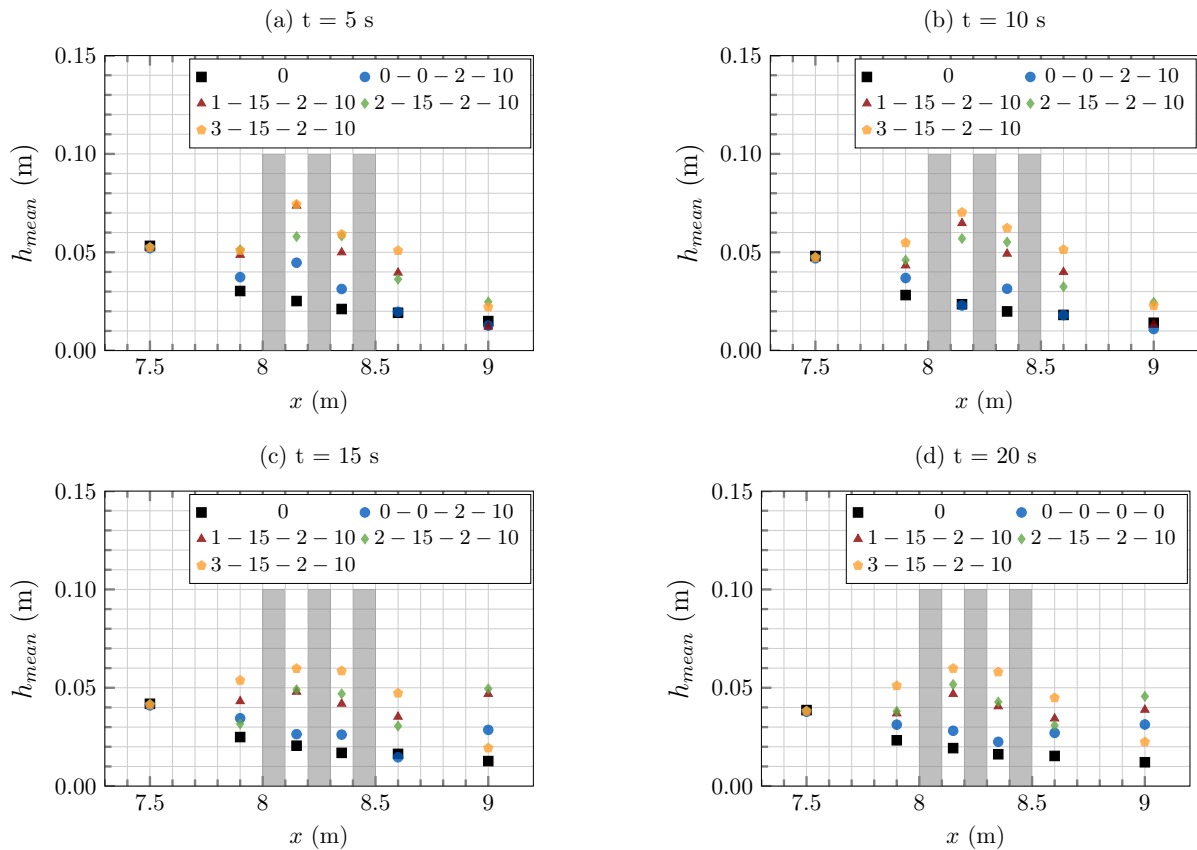 (a) t = 5 s
0.15
0.10
0.05
0.00
h_mean (m)
0
0 − 0 − 2 − 10
1 − 15 − 2 − 10
2 − 15 − 2 − 10
3 − 15 − 2 − 10
7.5
8
8.5
9
x (m)
(b) t = 10 s
0.15
0.10
0.05
0.00
h_mean (m)
0
0 − 0 − 2 − 10
1 − 15 − 2 − 10
2 − 15 − 2 − 10
3 − 15 − 2 − 10
7.5
8
8.5
9
x (m)
(c) t = 15 s
0.15
0.10
0.05
0.00
h_mean (m)
0
0 − 0 − 2 − 10
1 − 15 − 2 − 10
2 − 15 − 2 − 10
3 − 15 − 2 − 10
7.5
8
8.5
9
x (m)
(d) t = 20 s
0.15
0.10
0.05
0.00
h_mean (m)
0
0 − 0 − 0 − 0
1 − 15 − 2 − 10
2 − 15 − 2 − 10
3 − 15 − 2 − 10
7.5
8
8.5
9
x (m)